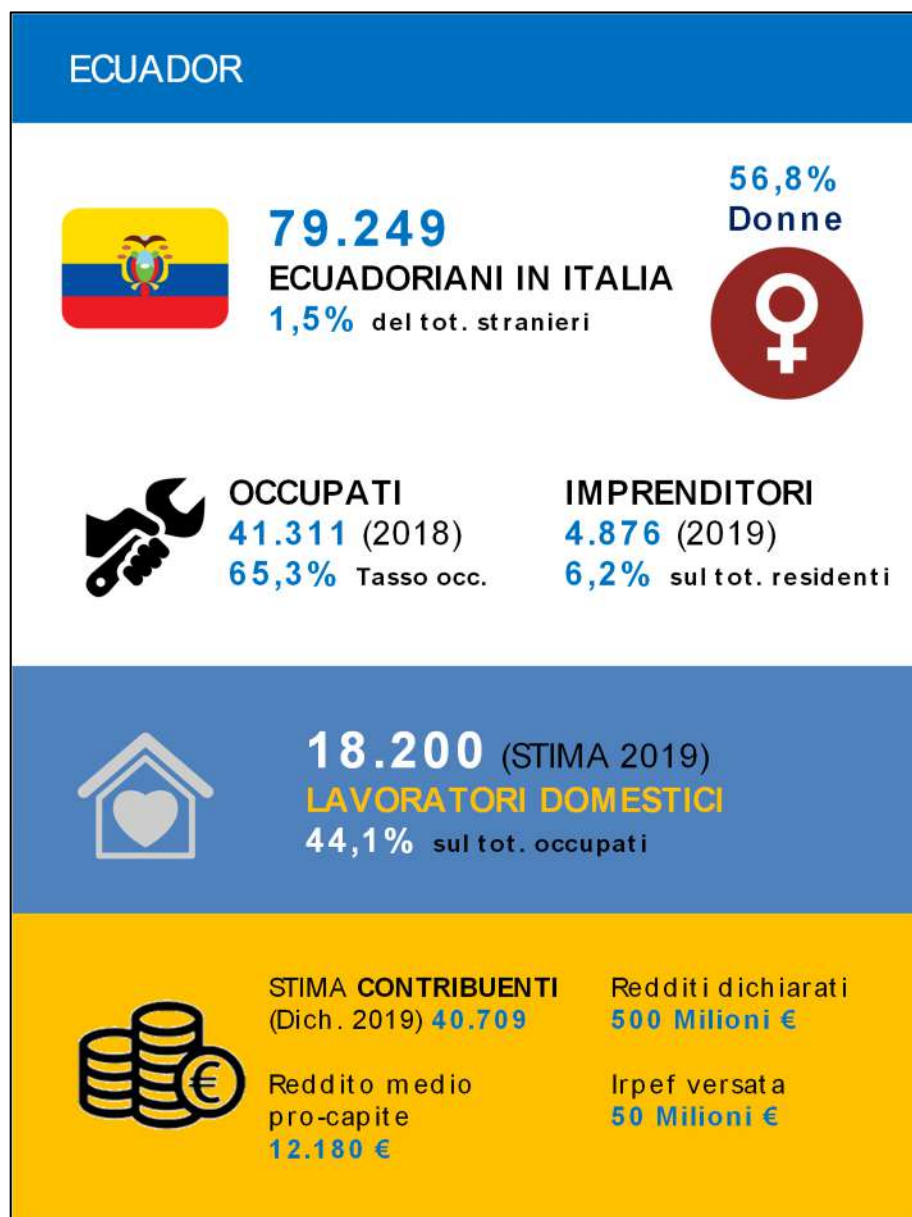 ECUADOR
79.249
ECUADORIANI IN ITALIA
1,5% del tot. stranieri
56,8%
Donne
OCCUPATI
41.311 (2018)
65,3% Tasso occ.
IMPRENDITORI
4.876 (2019)
6,2% sul tot. residenti
18.200 (STIMA 2019)
LAVORATORI DOMESTICI
44,1% sul tot. occupati
STIMA CONTRIBUENTI
(Dich. 2019) 40.709
Redditi dichiarati
500 Milioni €
Reddito medio
pro-capite
12.180 €
Irpef versata
50 Milioni €
€